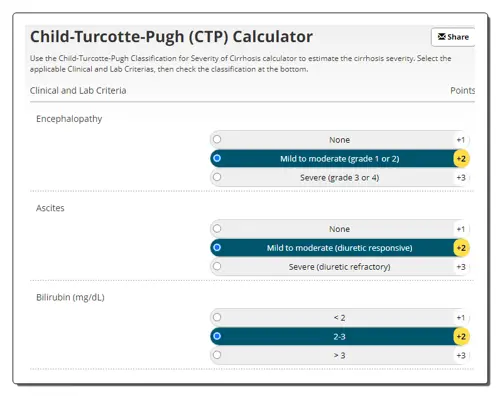 Child-Turcotte-Pugh (CTP) Calculator
Share
Use the Child-Turcotte-Pugh Classification for Severity of Cirrhosis calculator to estimate the cirrhosis severity. Select the
applicable Clinical and Lab Criterias, then check the classification at the bottom.
Clinical and Lab Criteria Points
Encephalopathy
None +1
Mild to moderate (grade 1 or 2) +2
Severe (grade 3 or 4) +3
Ascites
None +1
Mild to moderate (diuretic responsive) +2
Severe (diuretic refractory) +3
Bilirubin (mg/dL)
< 2 +1
2-3 +2
> 3 +3